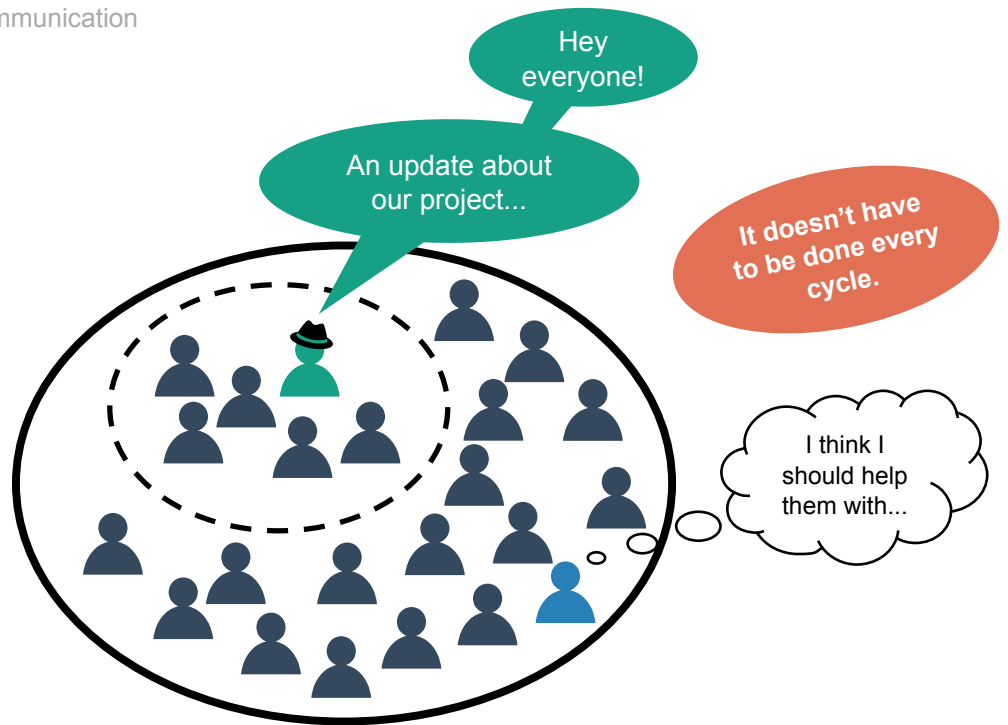 mmunication
Hey
everyone!
An update about
our project...
It doesn’t have
to be done every
cycle.
I think I
should help
them with...